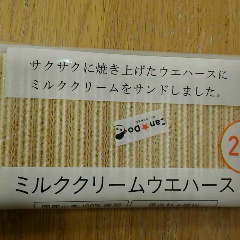 サクサクに焼き上げたウエハースに
ミルククリームをサンドしました。
Can★Do
2
ミルククリームウエハース